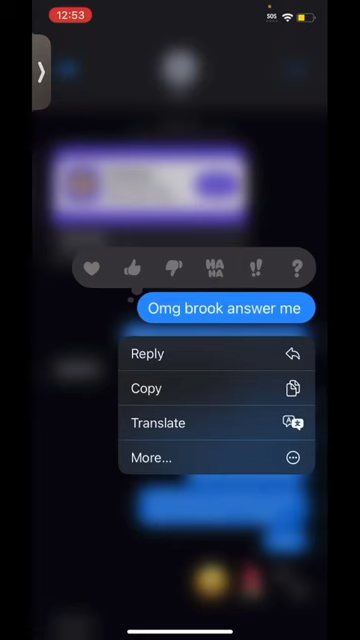 12:53
SOS
HA
HA
!!
?
Omg brook answer me
Reply
Copy
Translate
More...